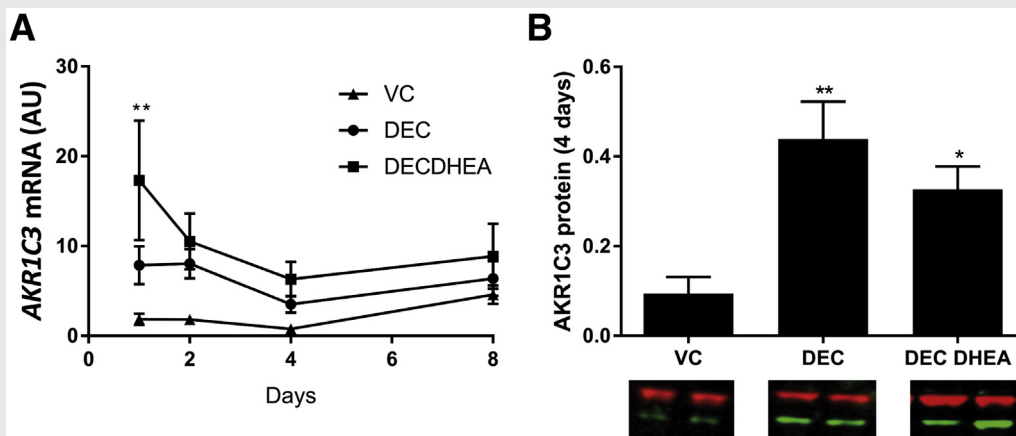 A
AKR1C3 mRNA (AU)
30
20
10
0
0
2
4
6
8
Days
**
VC
DEC
DECDHEA
B
AKR1C3 protein (4 days)
0.6
0.4
0.2
0.0
**
*
VC
DEC
DEC DHEA